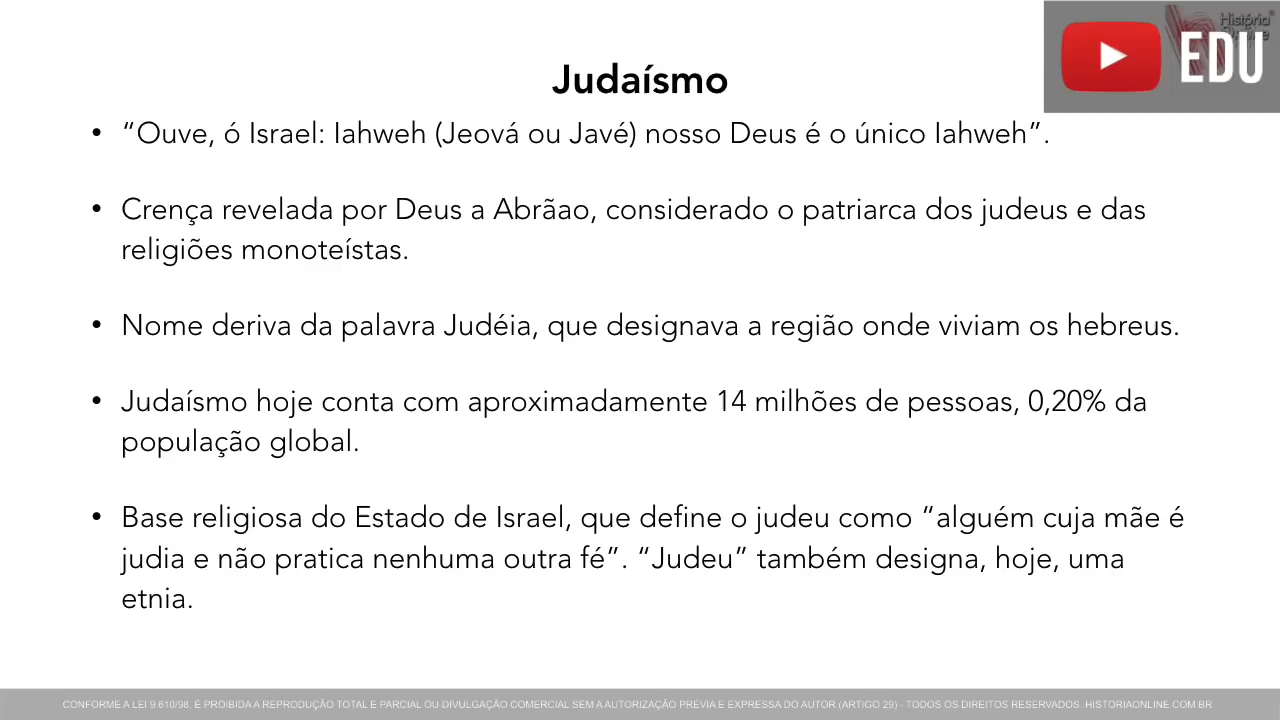 História
Online
EDU
Judaísmo
• “Ouve, ó Israel: Iahweh (Jeová ou Javé) nosso Deus é o único Iahweh”.
• Crença revelada por Deus a Abrãao, considerado o patriarca dos judeus e das
religiões monoteístas.
• Nome deriva da palavra Judéia, que designava a região onde viviam os hebreus.
• Judaísmo hoje conta com aproximadamente 14 milhões de pessoas, 0,20% da
população global.
• Base religiosa do Estado de Israel, que define o judeu como “alguém cuja mãe é
judia e não pratica nenhuma outra fé”. “Judeu” também designa, hoje, uma
etnia.
CONFORME A LEI 9.610/98, É PROIBIDA A REPRODUÇÃO TOTAL E PARCIAL OU DIVULGAÇÃO COMERCIAL SEM A AUTORIZAÇÃO PRÉVIA E EXPRESSA DO AUTOR (ARTIGO 29) - TODOS OS DIREITOS RESERVADOS. HISTORIAONLINE.COM.BR